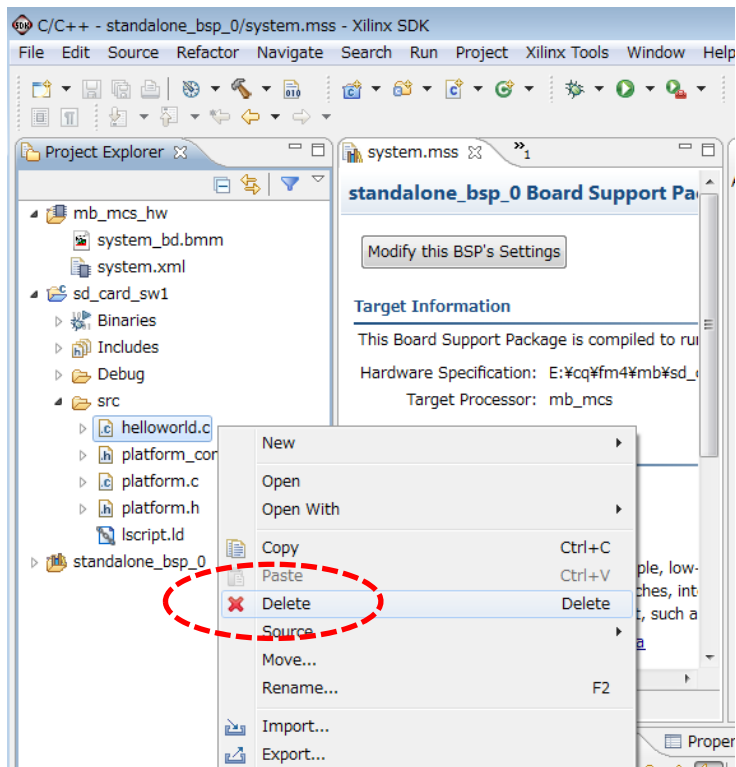 C/C++ - standalone_bsp_0/system.mss - Xilinx SDK
File Edit Source Refactor Navigate Search Run Project Xilinx Tools Window Help
Project Explorer
system.mss
»1
standalone_bsp_0 Board Support Pa
mb_mcs_hw
system_bd.bmm
system.xml
sd_card_sw1
Binaries
Includes
Debug
src
helloworld.c
platform_cor
platform.c
platform.h
lscript.ld
standalone_bsp_0
Modify this BSP's Settings
Target Information
This Board Support Package is compiled to ru
Hardware Specification: E:¥cq¥fm4¥mb¥sd_
Target Processor: mb_mcs
New
Open
Open With
Copy Ctrl+C
Paste Ctrl+V
Delete Delete
Source
Move...
Rename... F2
Import...
Export...
ple, low-
ches, int
, such a
a
Proper